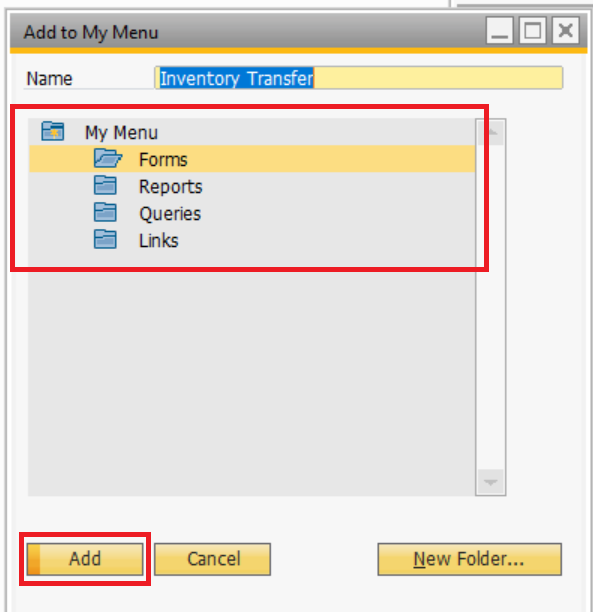 Add to My Menu
Name Inventory Transfer
My Menu
Forms
Reports
Queries
Links
Add Cancel New Folder...